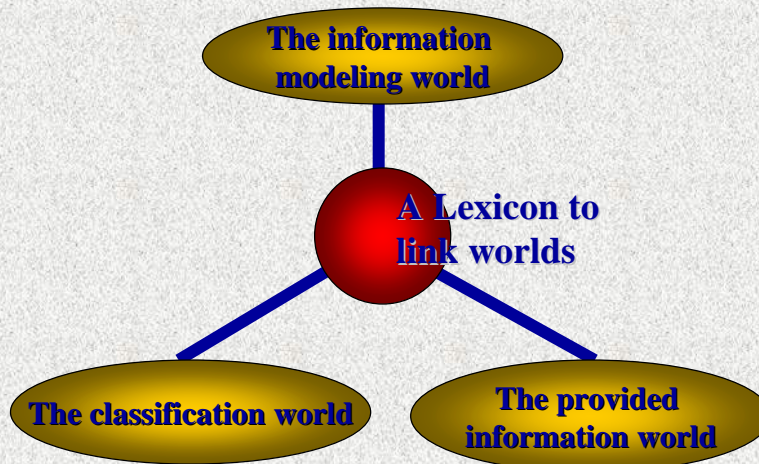 The information
modeling world
A Lexicon to
link worlds
The classification world
The provided
information world